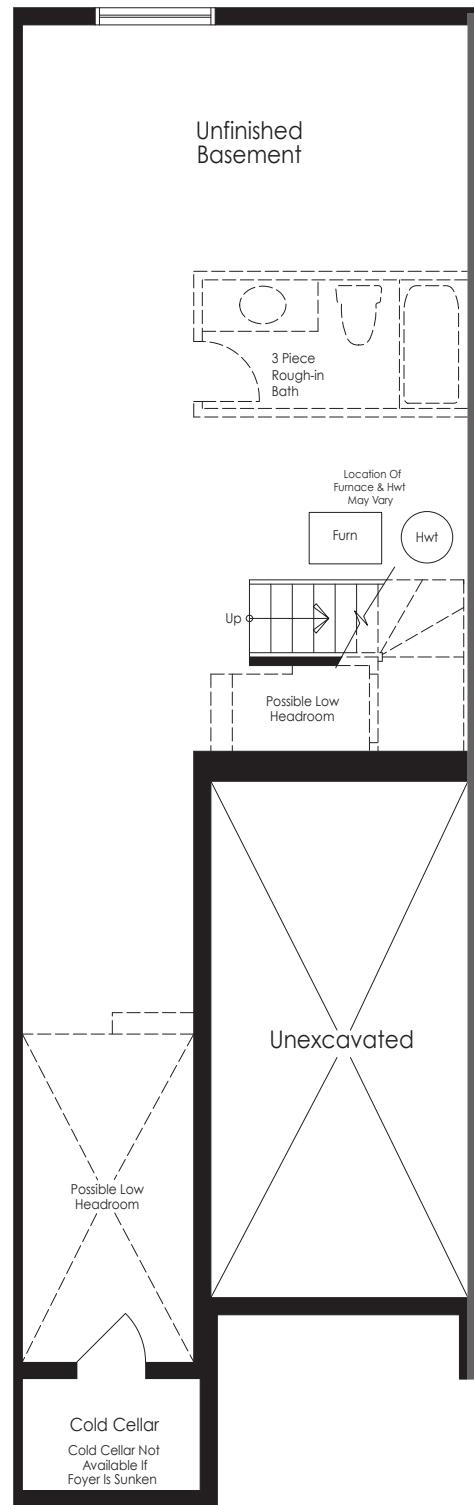 Unfinished
Basement
3 Piece
Rough-in
Bath
Location Of
Furnace & Hwt
May Vary
Furn
Hwt
Up
Possible Low
Headroom
Unexcavated
Possible Low
Headroom
Cold Cellar
Cold Cellar Not
Available If
Foyer Is Sunken